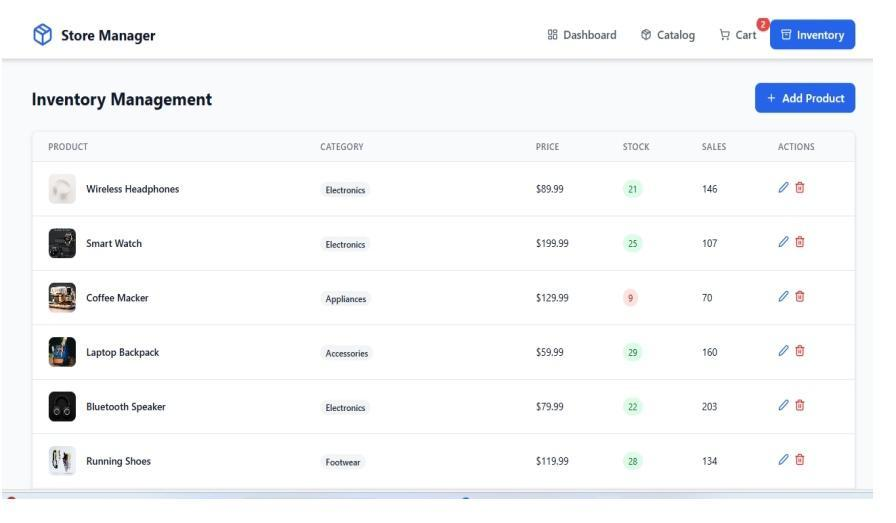 Store Manager
Dashboard
Catalog
Cart
2
Inventory
Inventory Management
+ Add Product
PRODUCT CATEGORY PRICE STOCK SALES ACTIONS
Wireless Headphones Electronics $89.99 21 146
Smart Watch Electronics $199.99 25 107
Coffee Macker Appliances $129.99 9 70
Laptop Backpack Accessories $59.99 29 160
Bluetooth Speaker Electronics $79.99 22 203
Running Shoes Footwear $119.99 28 134